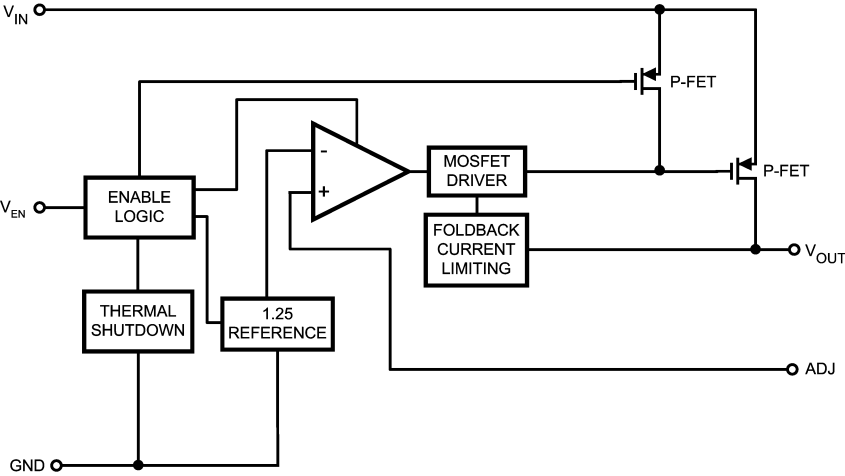 VIN
P-FET
-
MOSFET
DRIVER
P-FET
ENABLE
LOGIC
+
VEN
FOLDBACK
CURRENT
LIMITING
VOUT
THERMAL
SHUTDOWN
1.25
REFERENCE
ADJ
GND